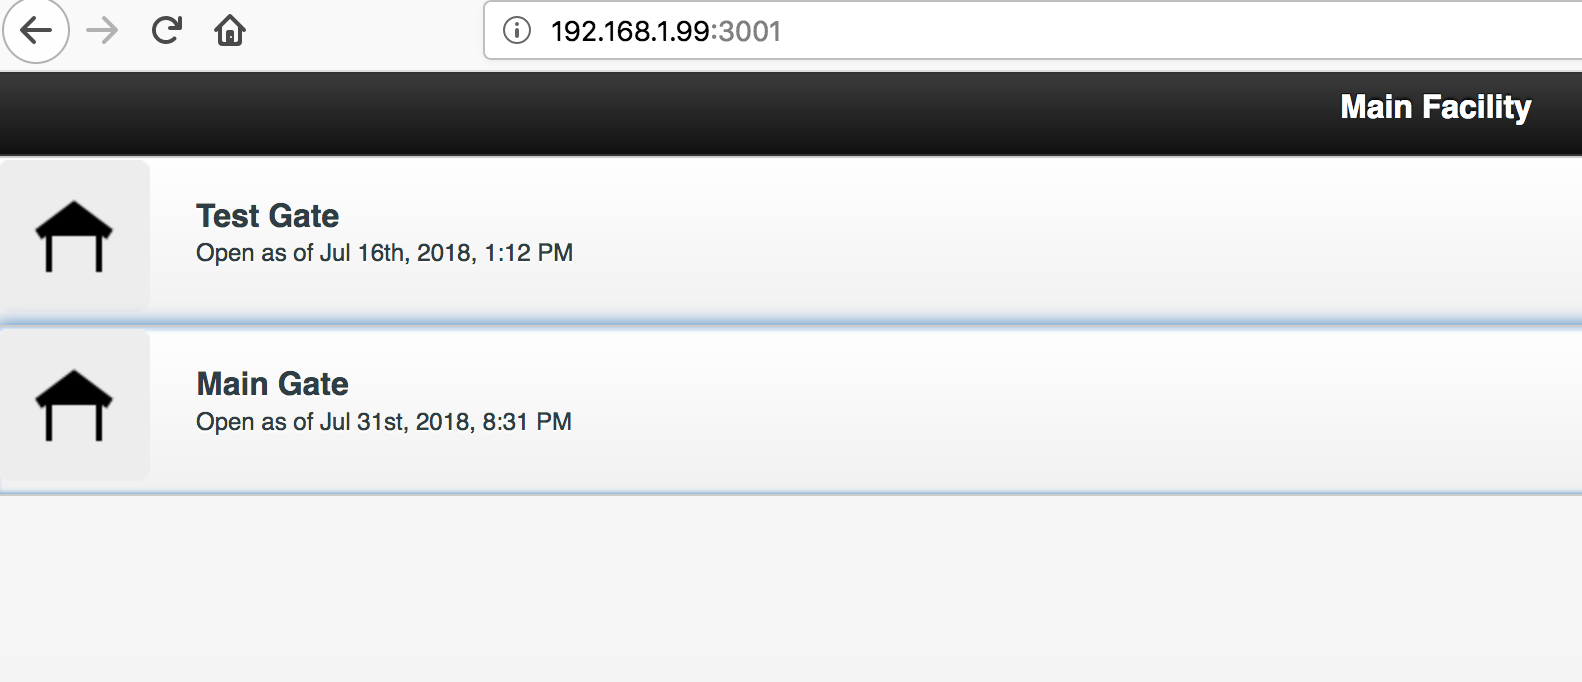 192.168.1.99:3001
Main Facility
Test Gate
Open as of Jul 16th, 2018, 1:12 PM
Main Gate
Open as of Jul 31st, 2018, 8:31 PM